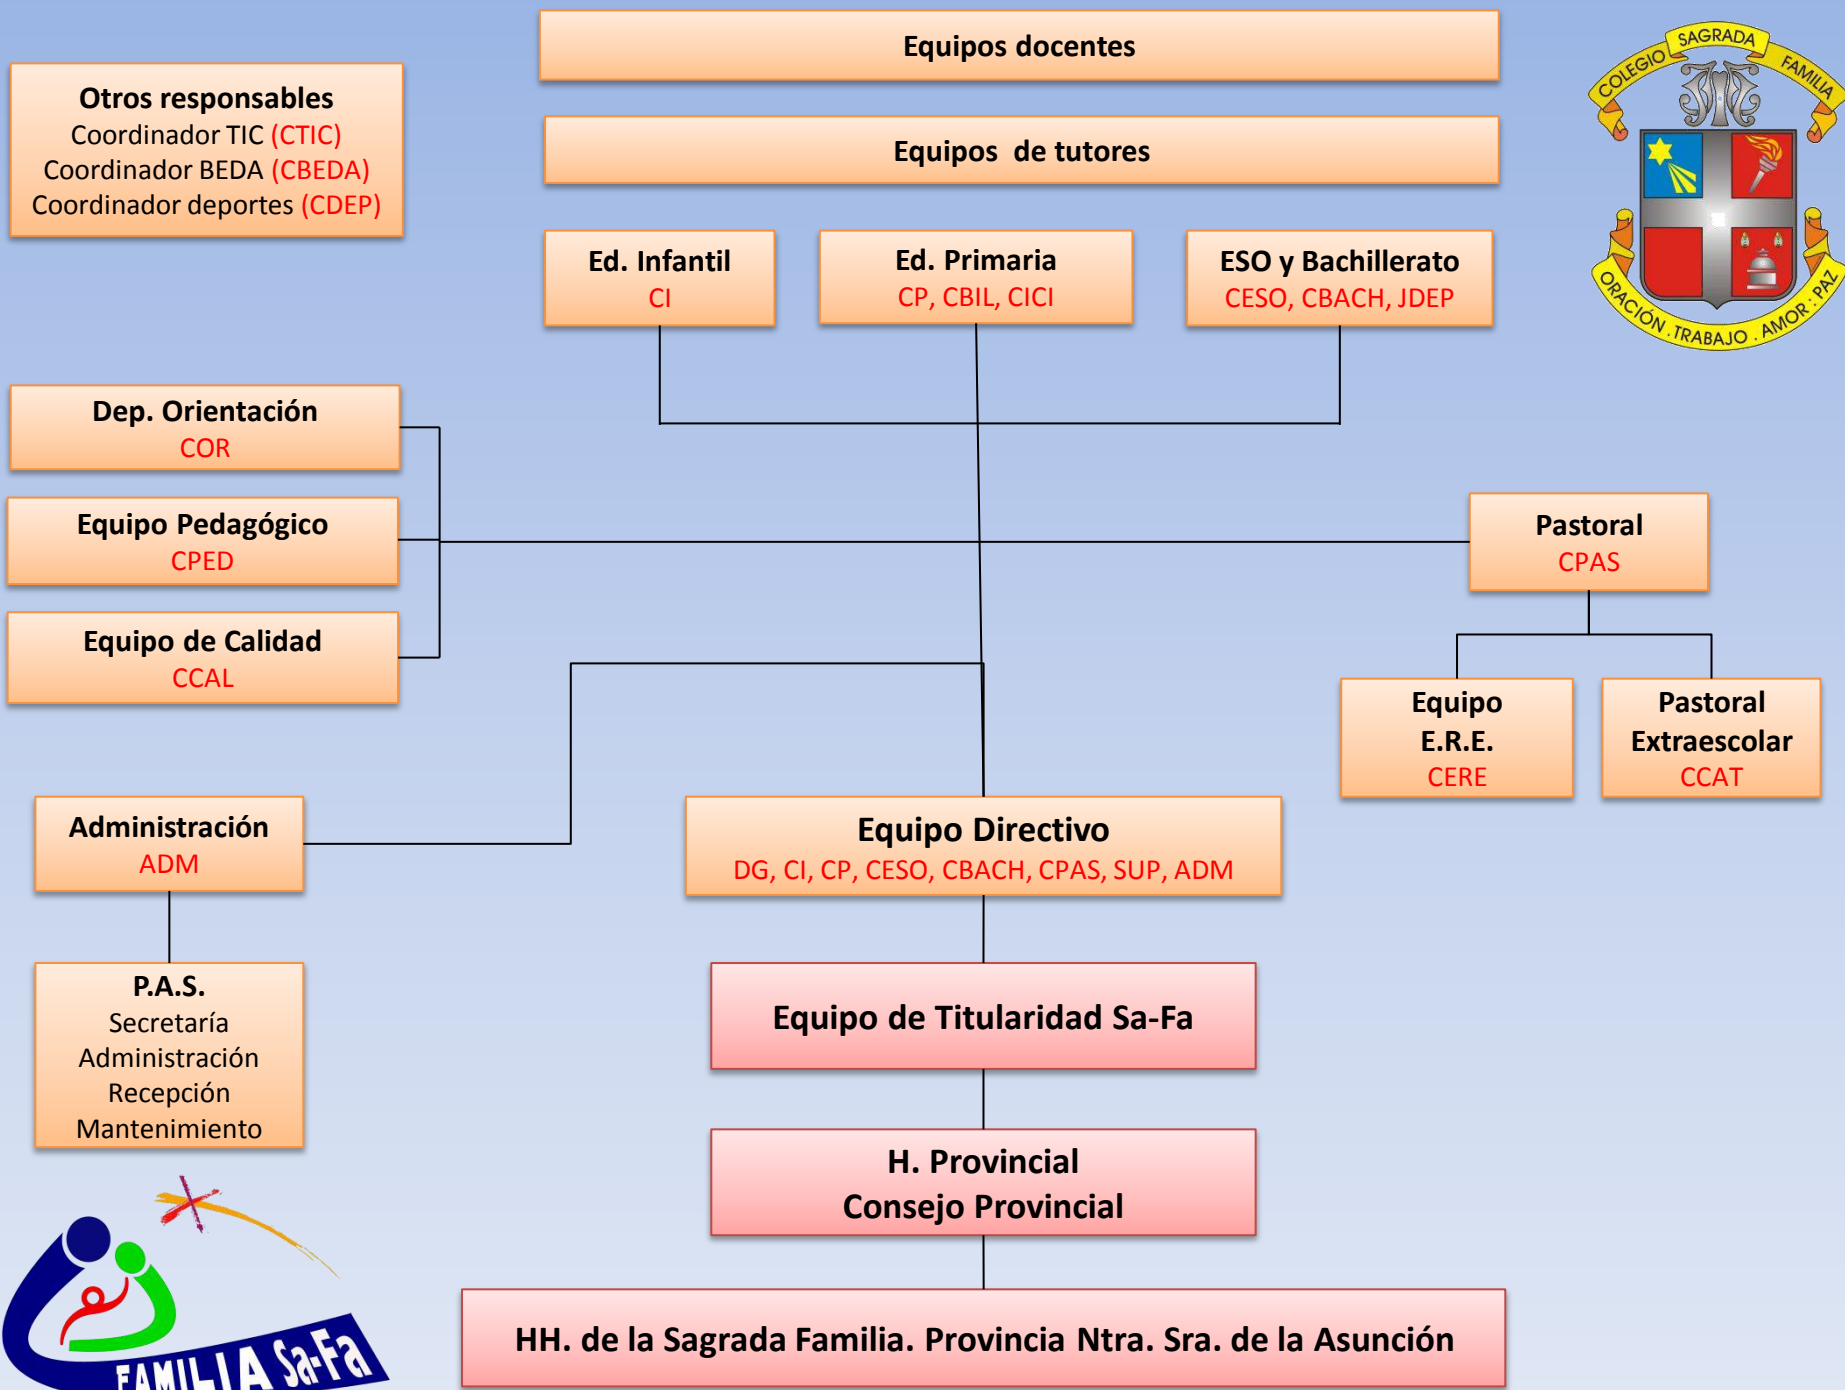 Equipos docentes
COLEGIO SAGRADA FAMILIA
ORACIÓN . TRABAJO . AMOR : PAZ
Otros responsables
Coordinador TIC (CTIC)
Coordinador BEDA (CBEDA)
Coordinador deportes (CDEP)
Equipos de tutores
Ed. Infantil
CI
Ed. Primaria
CP, CBIL, CICI
ESO y Bachillerato
CESO, CBACH, JDEP
Dep. Orientación
COR
Equipo Pedagógico
CPED
Equipo de Calidad
CCAL
Pastoral
CPAS
Equipo
E.R.E.
CERE
Pastoral
Extraescolar
CCAT
Administración
ADM
Equipo Directivo
DG, CI, CP, CESO, CBACH, CPAS, SUP, ADM
P.A.S.
Secretaría
Administración
Recepción
Mantenimiento
Equipo de Titularidad Sa-Fa
H. Provincial
Consejo Provincial
HH. de la Sagrada Familia. Provincia Ntra. Sra. de la Asunción
FAMILIA Sa-Fa